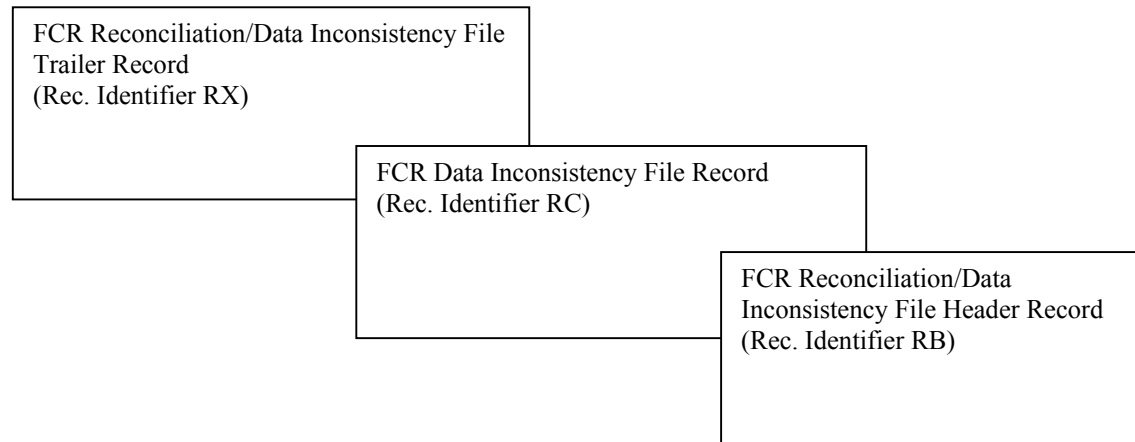 FCR Reconciliation/Data Inconsistency File
Trailer Record
(Rec. Identifier RX)
FCR Data Inconsistency File Record
(Rec. Identifier RC)
FCR Reconciliation/Data
Inconsistency File Header Record
(Rec. Identifier RB)